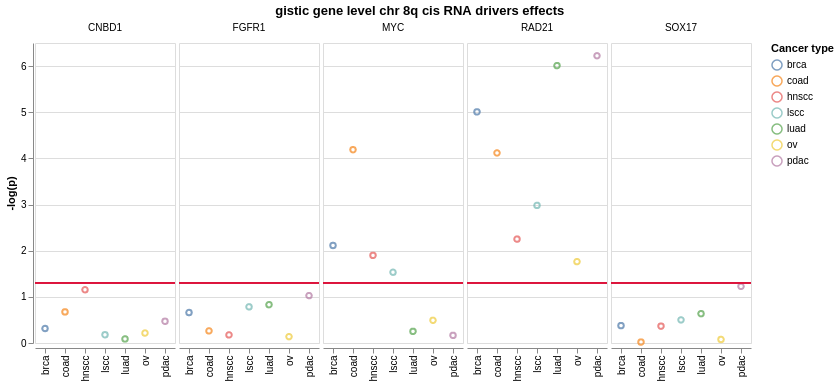 gistic gene level chr 8q cis RNA drivers effects
CNBD1 FGFR1 MYC RAD21 SOX17
-log(p)
6
5
4
3
2
1
0
brca coad hnscc lscc luad ov pdac brca coad hnscc lscc luad ov pdac brca coad hnscc lscc luad ov pdac brca coad hnscc lscc luad ov pdac brca coad hnscc lscc luad ov pdac
Cancer type
brca
coad
hnscc
lscc
luad
ov
pdac